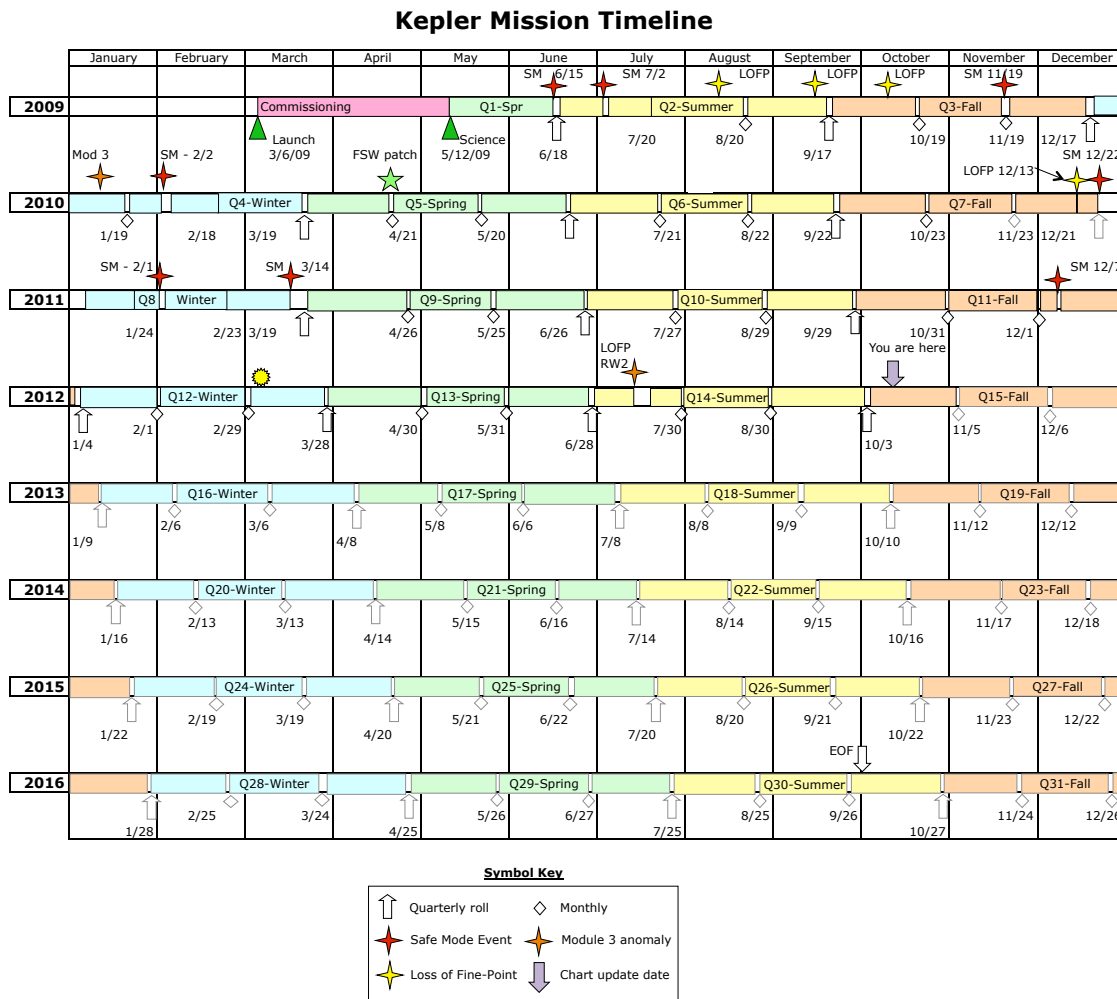 Kepler Mission Timeline
January February March April May June July August September October November December
SM 6/15 SM 7/2 LOFP LOFP LOFP SM 11/19
2009 Commissioning Q1-Spr Q2-Summer Q3-Fall
Launch Science 7/20 8/20 10/19 11/19 12/17
3/6/09 5/12/09 6/18 9/17
Mod 3 SM - 2/2 FSW patch SM 12/22
LOFP 12/13
2010 Q4-Winter Q5-Spring Q6-Summer Q7-Fall
1/19 2/18 3/19 4/21 5/20 7/21 8/22 9/22 10/23 11/23 12/21
SM - 2/1 SM 3/14 SM 12/7
2011 Q8 Winter Q9-Spring Q10-Summer Q11-Fall
1/24 2/23 3/19 4/26 5/25 6/26 7/27 8/29 9/29 10/31 12/1
LOFP You are here
RW2
2012 Q12-Winter Q13-Spring Q14-Summer Q15-Fall
1/4 2/1 2/29 3/28 4/30 5/31 6/28 7/30 8/30 10/3 11/5 12/6
2013 Q16-Winter Q17-Spring Q18-Summer Q19-Fall
1/9 2/6 3/6 4/8 5/8 6/6 7/8 8/8 9/9 10/10 11/12 12/12
2014 Q20-Winter Q21-Spring Q22-Summer Q23-Fall
1/16 2/13 3/13 4/14 5/15 6/16 7/14 8/14 9/15 10/16 11/17 12/18
2015 Q24-Winter Q25-Spring Q26-Summer Q27-Fall
1/22 2/19 3/19 4/20 5/21 6/22 7/20 8/20 9/21 10/22 11/23 12/22
EOF
2016 Q28-Winter Q29-Spring Q30-Summer Q31-Fall
1/28 2/25 3/24 4/25 5/26 6/27 7/25 8/25 9/26 10/27 11/24 12/26
Symbol Key
Quarterly roll Monthly
Safe Mode Event Module 3 anomaly
Loss of Fine-Point Chart update date